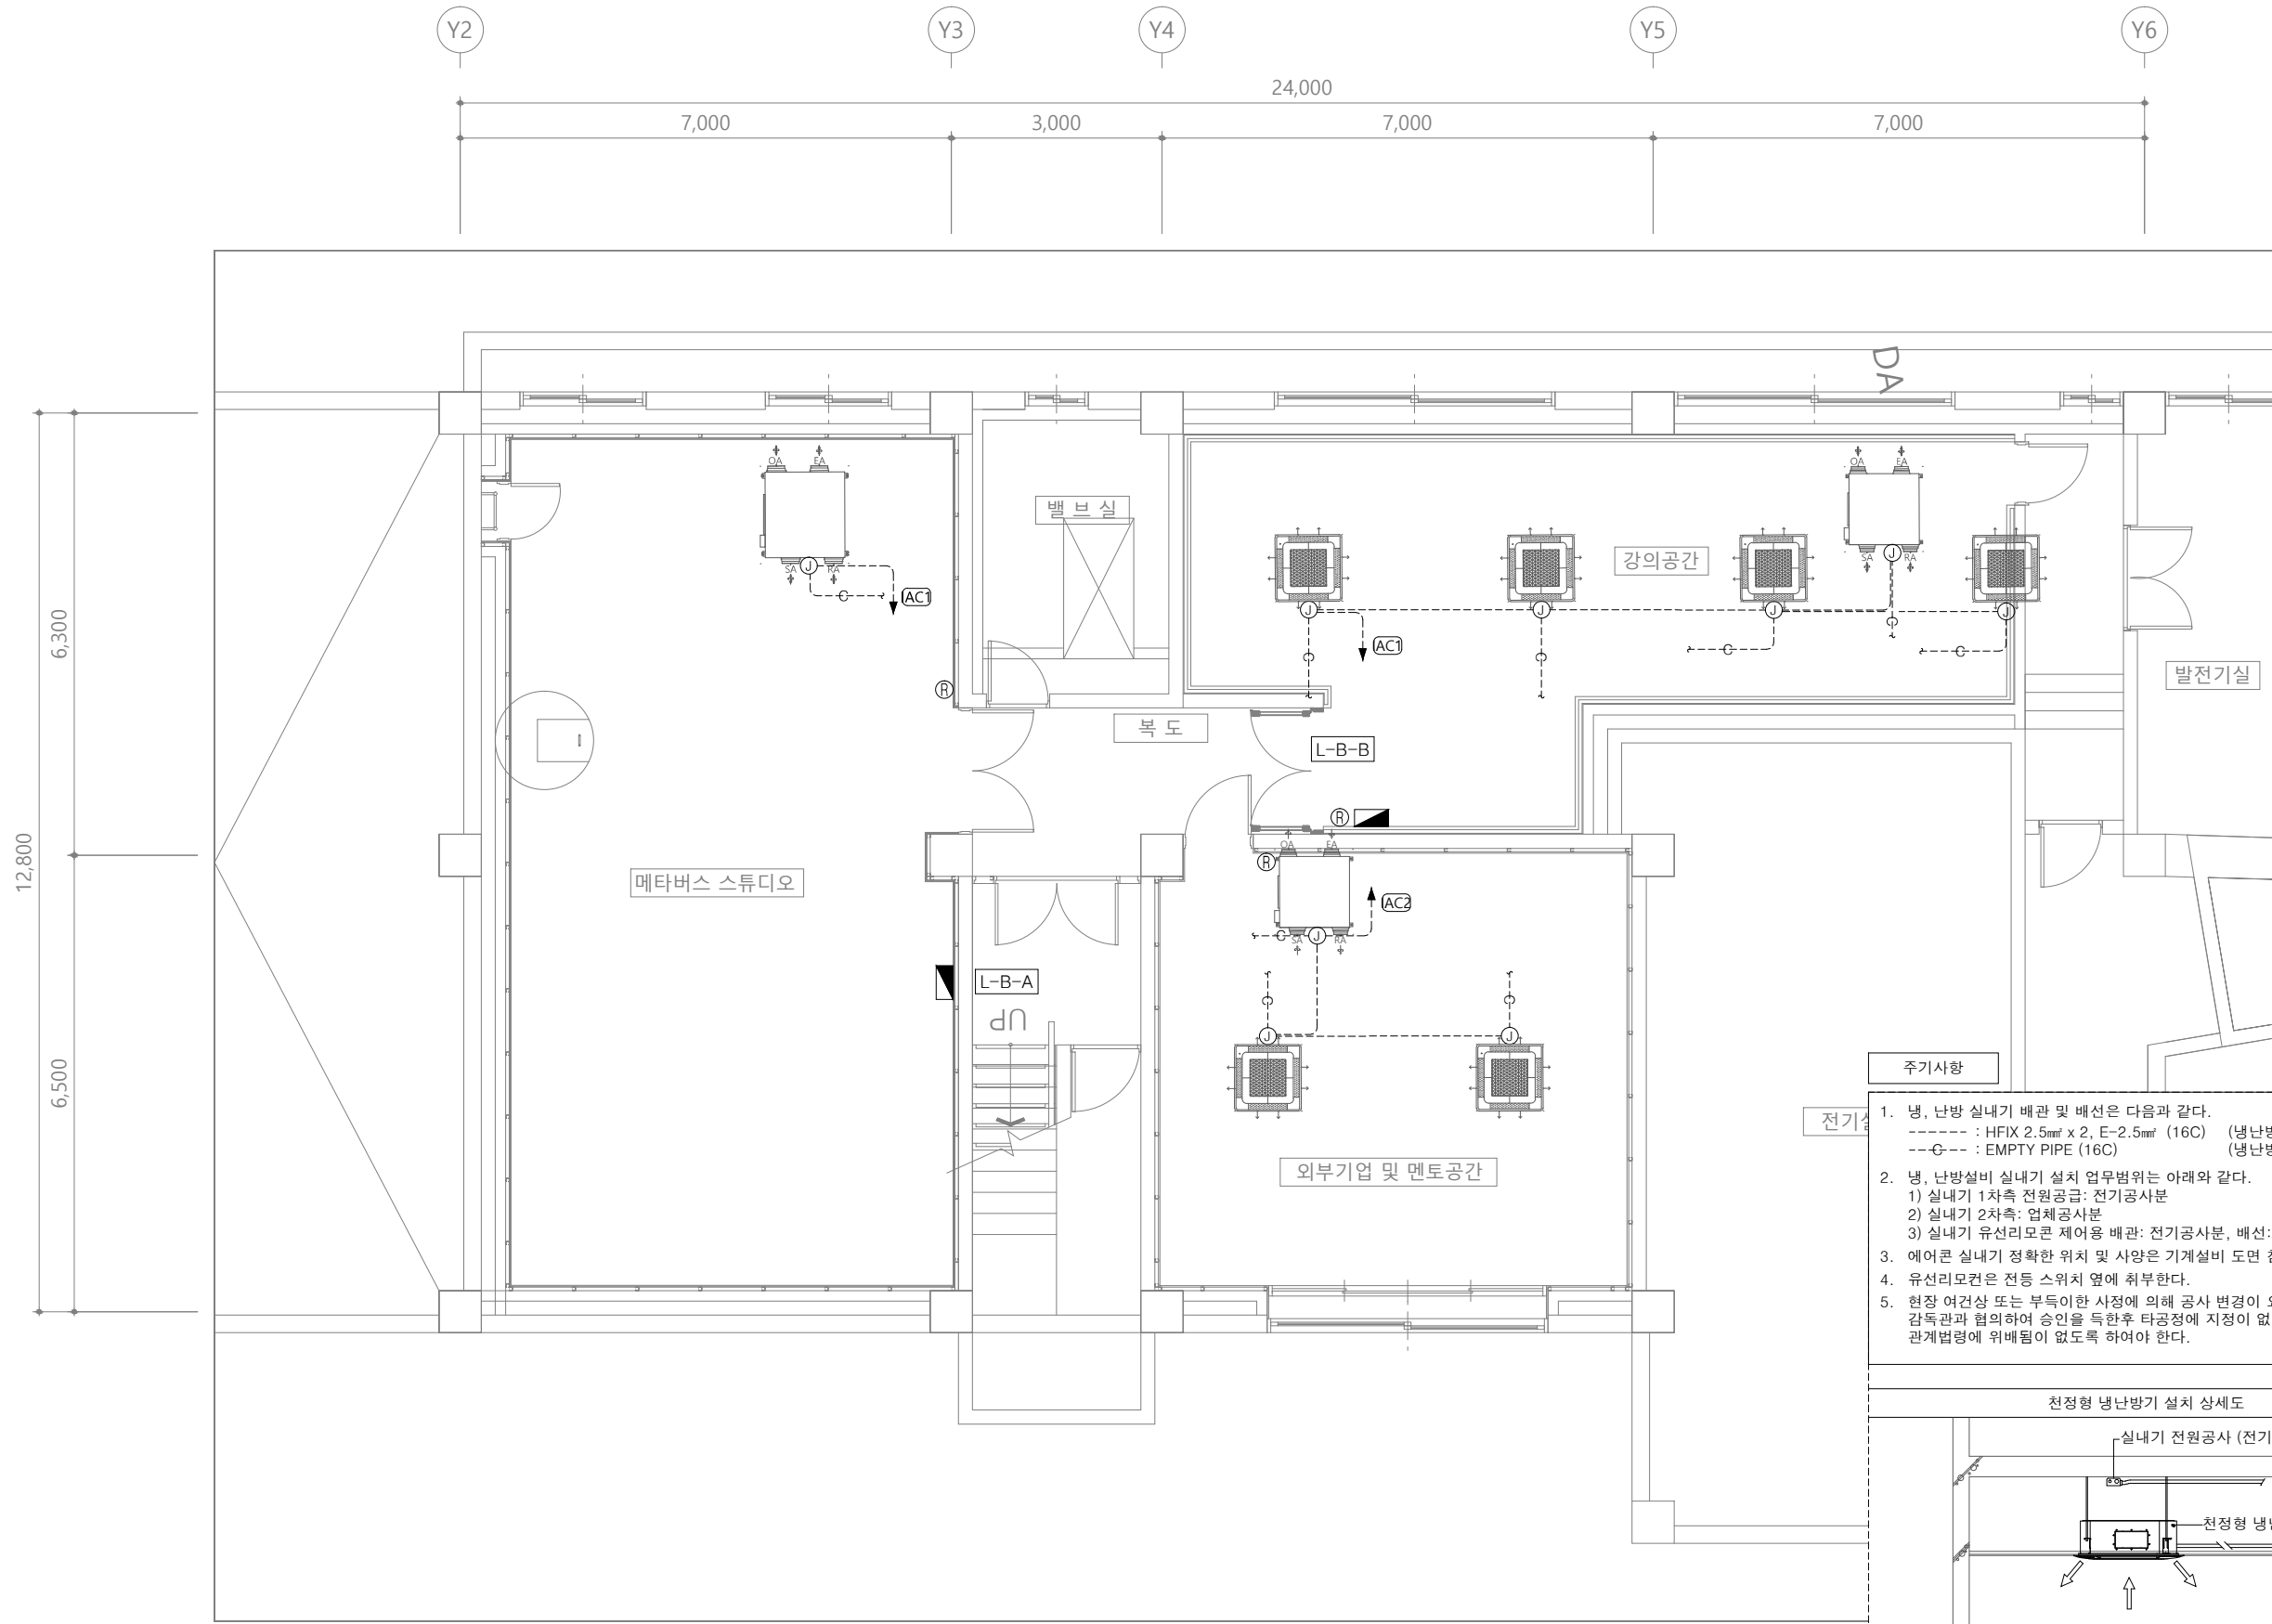 Y2
Y3
Y4
Y5
Y6
24,000
7,000
3,000
7,000
7,000
DA
OA
EA
OA
EA
밸 브 실
강의공간
SA
RA
SA
RA
J
J
C
AC1
J
J
J
J
C
AC1
C
C
C
C
12,800
6,300
6,500
발전기실
R
복 도
L-B-B
R
OA
EA
R
메타버스 스튜디오
AC2
C
SA
J
RA
L-B-A
UP
C
C
J
J
외부기업 및 멘토공간
전기실
주기사항
1. 냉, 난방 실내기 배관 및 배선은 다음과 같다.
------ : HFIX 2.5㎟ x 2, E-2.5㎟ (16C) (냉난방
---C--- : EMPTY PIPE (16C) (냉난방
2. 냉, 난방설비 실내기 설치 업무범위는 아래와 같다.
1) 실내기 1차측 전원공급: 전기공사분
2) 실내기 2차측: 업체공사분
3) 실내기 유선리모콘 제어용 배관: 전기공사분, 배선:
3. 에어콘 실내기 정확한 위치 및 사양은 기계설비 도면
4. 유선리모컨은 전등 스위치 옆에 취부한다.
5. 현장 여건상 또는 부득이한 사정에 의해 공사 변경이
감독관과 협의하여 승인을 득한후 타공정에 지정이 없
관계법령에 위배됨이 없도록 하여야 한다.
천정형 냉난방기 설치 상세도
실내기 전원공사 (전기
천정형 냉난